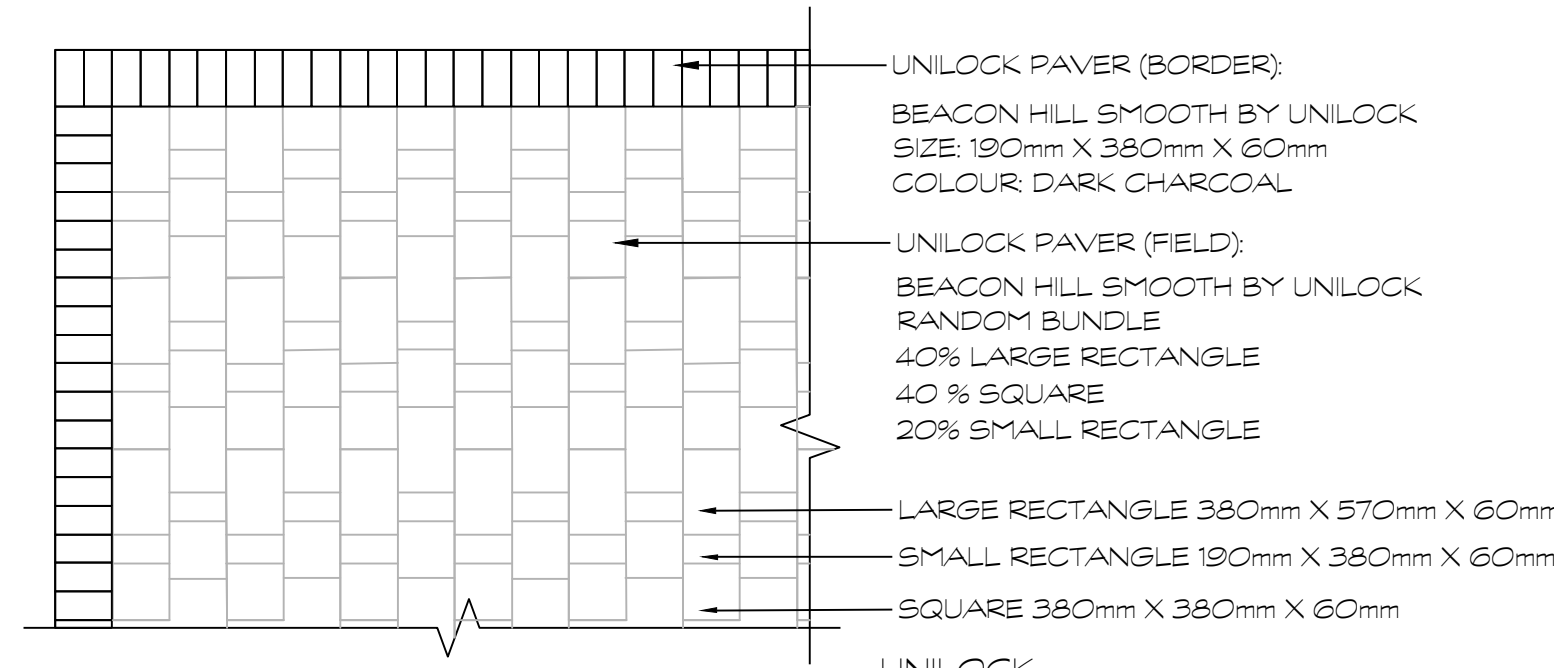 UNILOCK PAVER (BORDER):
BEACON HILL SMOOTH BY UNILOCK
SIZE: 190mm X 380mm X 60mm
COLOUR: DARK CHARCOAL
UNILOCK PAVER (FIELD):
BEACON HILL SMOOTH BY UNILOCK
RANDOM BUNDLE
40% LARGE RECTANGLE
40 % SQUARE
20% SMALL RECTANGLE
LARGE RECTANGLE 380mm X 570mm X 60mm
SMALL RECTANGLE 190mm X 380mm X 60mm
SQUARE 380mm X 380mm X 60mm
UNILOCK